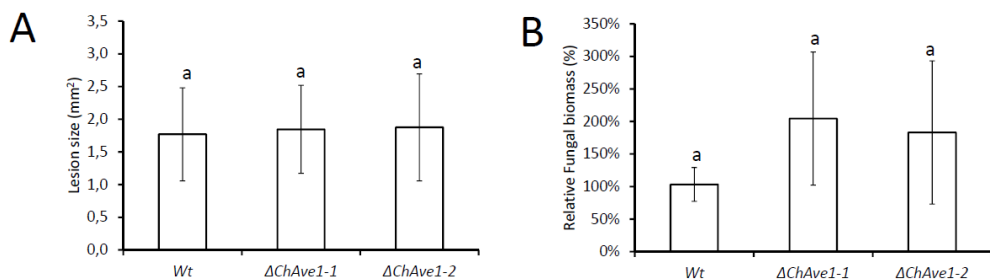 A
Lesion size (mm²)
3,5
3,0
2,5
2,0
1,5
1,0
0,5
0,0
a
a
a
Wt
ΔChAve1-1
ΔChAve1-2
B
Relative Fungal biomass (%)
350%
300%
250%
200%
150%
100%
50%
0%
a
a
a
Wt
ΔChAve1-1
ΔChAve1-2